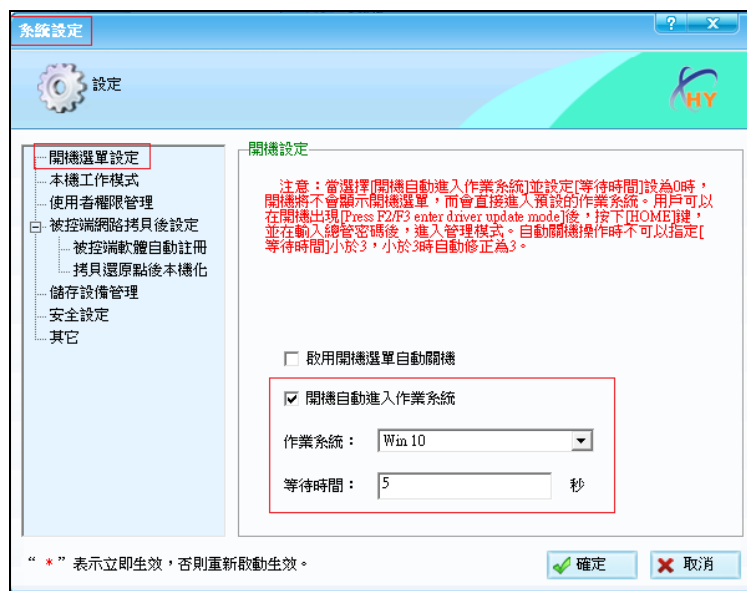 系統設定
設定
HY
開機選單設定
本機工作模式
使用者權限管理
被控端網路拷貝後設定
被控端軟體自動註冊
拷貝還原點後本機化
儲存設備管理
安全設定
其它
開機設定
注意：當選擇[開機自動進入作業系統]並設定[等待時間]設為0時，
開機將不會顯示開機選單，而會直接進入預設的作業系統。用戶可以
在開機出現[Press F2/F3 enter driver update mode]後，按下[HOME]鍵，
並在輸入總管密碼後，進入管理模式。自動關機操作時不可以指定[
等待時間]小於3，小於3時自動修正為3。
啟用開機選單自動關機
開機自動進入作業系統
作業系統： Win 10
等待時間： 5 秒
“ * ” 表示立即生效，否則重新啟動生效。
確定 取消